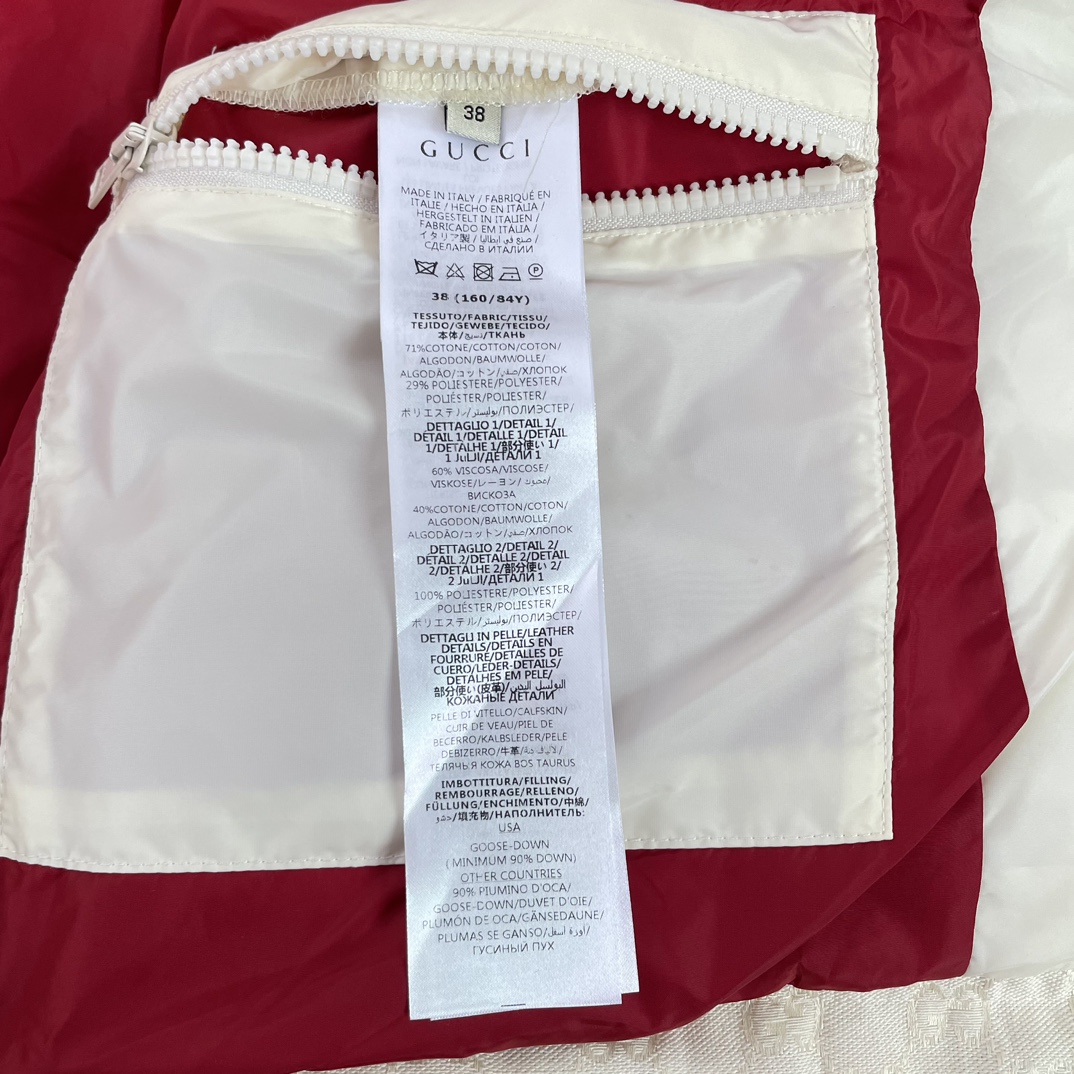 38
GUCCI
MADE IN ITALY / FABRIQUÉ EN
ITALIE / HECHO EN ITALIA /
HERGESTELT IN ITALIEN /
FABRICADO EM ITÁLIA /
イタリア製 / صنع في ايطاليا /
СДЕЛАНО В ИТАЛИИ
38 (160/84Y)
TESSUTO/FABRIC/TISSU/
TEJIDO/GEWEBE/TECIDO/
本体/نسيج/ТКАНЬ
71%COTONE/COTTON/COTON/
ALGODON/BAUMWOLLE/
ALGODÃO/コットン/صفدي/ХЛОПОК
29% POLIESTERE/POLYESTER/
POLIÉSTER/POLIESTER/
ポリエステル/بوليستر/ПОЛИЭСТЕР/
DETTAGLIO 1/DETAIL 1/
DÉTAIL 1/DETALLE 1/DETAIL
1/DETALHE 1/部分使い 1/
1 /ДЕТАЛИ 1
60% VISCOSA/VISCOSE/
VISKOSE/レーヨン/
ВИСКОЗА
40%COTONE/COTTON/COTON/
ALGODON/BAUMWOLLE/
ALGODÃO/コットン/صفدي/ХЛОПОК
DETTAGLIO 2/DETAIL 2/
DÉTAIL 2/DETALLE 2/DETAIL
2/DETALHE 2/部分使い 2/
2 /ДЕТАЛИ 1
100% POLIESTERE/POLYESTER/
POLIÉSTER/POLIESTER/
ポリエステル/بوليستر/ПОЛИЭСТЕР/
DETTAGLI IN PELLE/LEATHER
DETAILS/DÉTAILS EN
FOURRURE/DETALLES DE
CUERO/LEDER-DETAILS/
DETALHES EM PELE/
部分使い(皮革)/
КОЖАНЫЕ ДЕТАЛИ
PELLE DI VITELLO/CALFSKIN/
CUIR DE VEAU/PIEL DE
BECERRO/KALBSLEDER/PELE
DEBIZERRO/牛革/
ТЕЛЯЧЬЯ КОЖА BOS TAURUS
IMBOTTITURA/FILLING/
REMBOURRAGE/RELLENO/
FÜLLUNG/ENCHIMENTO/中綿/
حشو/填充物/НАПОЛНИТЕЛЬ:
USA
GOOSE-DOWN
(MINIMUM 90% DOWN)
OTHER COUNTRIES
90% PIUMINO D'OCA/
GOOSE-DOWN/DUVET D'OIE/
PLUMÓN DE OCA/GÄNSEDAUNE/
PLUMAS SE GANSO/أوزة اسفل/
ГУСИНЫЙ ПУХ